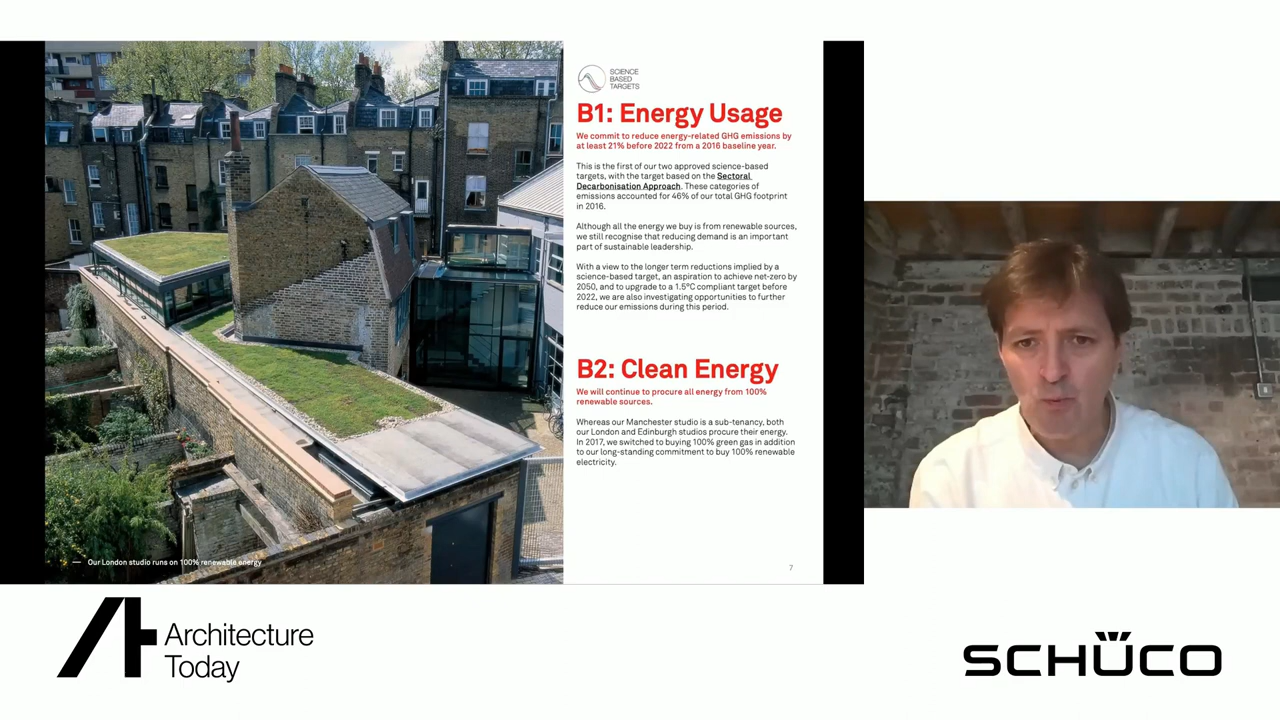 SCIENCE
BASED
TARGETS
B1: Energy Usage
We commit to reduce energy-related GHG emissions by
at least 21% before 2022 from a 2016 baseline year.
This is the first of our two approved science-based
targets, with the target based on the Sectoral
Decarbonisation Approach. These categories of
emissions accounted for 46% of our total GHG footprint
in 2016.
Although all the energy we buy is from renewable sources,
we still recognise that reducing demand is an important
part of sustainable leadership.
With a view to the longer term reductions implied by a
science-based target, an aspiration to achieve net-zero by
2050, and to upgrade to a 1.5ºC compliant target before
2022, we are also investigating opportunities to further
reduce our emissions during this period.
B2: Clean Energy
We will continue to procure all energy from 100%
renewable sources.
Whereas our Manchester studio is a sub-tenancy, both
our London and Edinburgh studios procure their energy.
In 2017, we switched to buying 100% green gas in addition
to our long-standing commitment to buy 100% renewable
electricity.
— Our London studio runs on 100% renewable energy
7
Architecture
Today
SCHÜCO